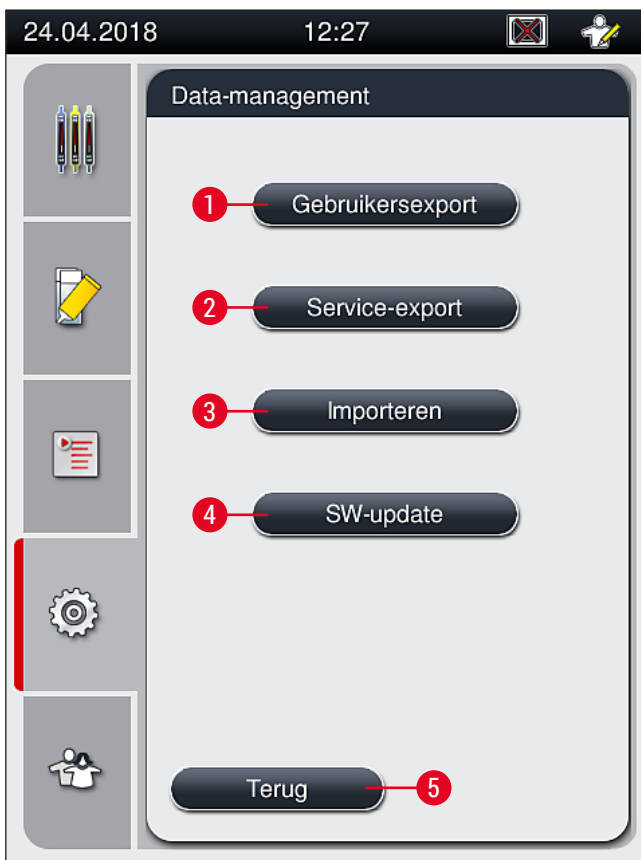 24.04.2018 12:27
Data-management
1 Gebruikersexport
2 Service-export
3 Importeren
4 SW-update
Terug 5